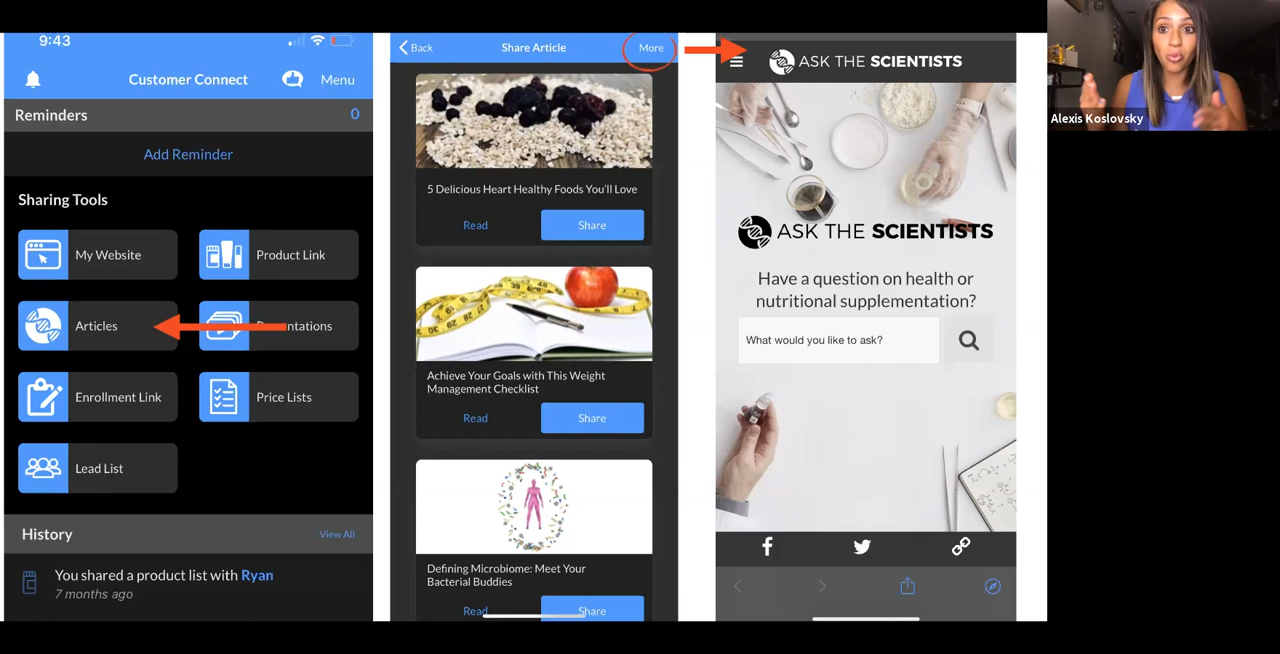 9:43
Customer Connect
Menu
Reminders
0
Add Reminder
Sharing Tools
My Website
Product Link
Articles
Enrollment Link
Price Lists
Lead List
History
View All
You shared a product list with Ryan
7 months ago
Back
Share Article
More
5 Delicious Heart Healthy Foods You'll Love
Read
Share
Achieve Your Goals with This Weight
Management Checklist
Read
Share
Defining Microbiome: Meet Your
Bacterial Buddies
Read
Share
ASK THE SCIENTISTS
ASK THE SCIENTISTS
Have a question on health or
nutritional supplementation?
What would you like to ask?
Alexis Koslovsky